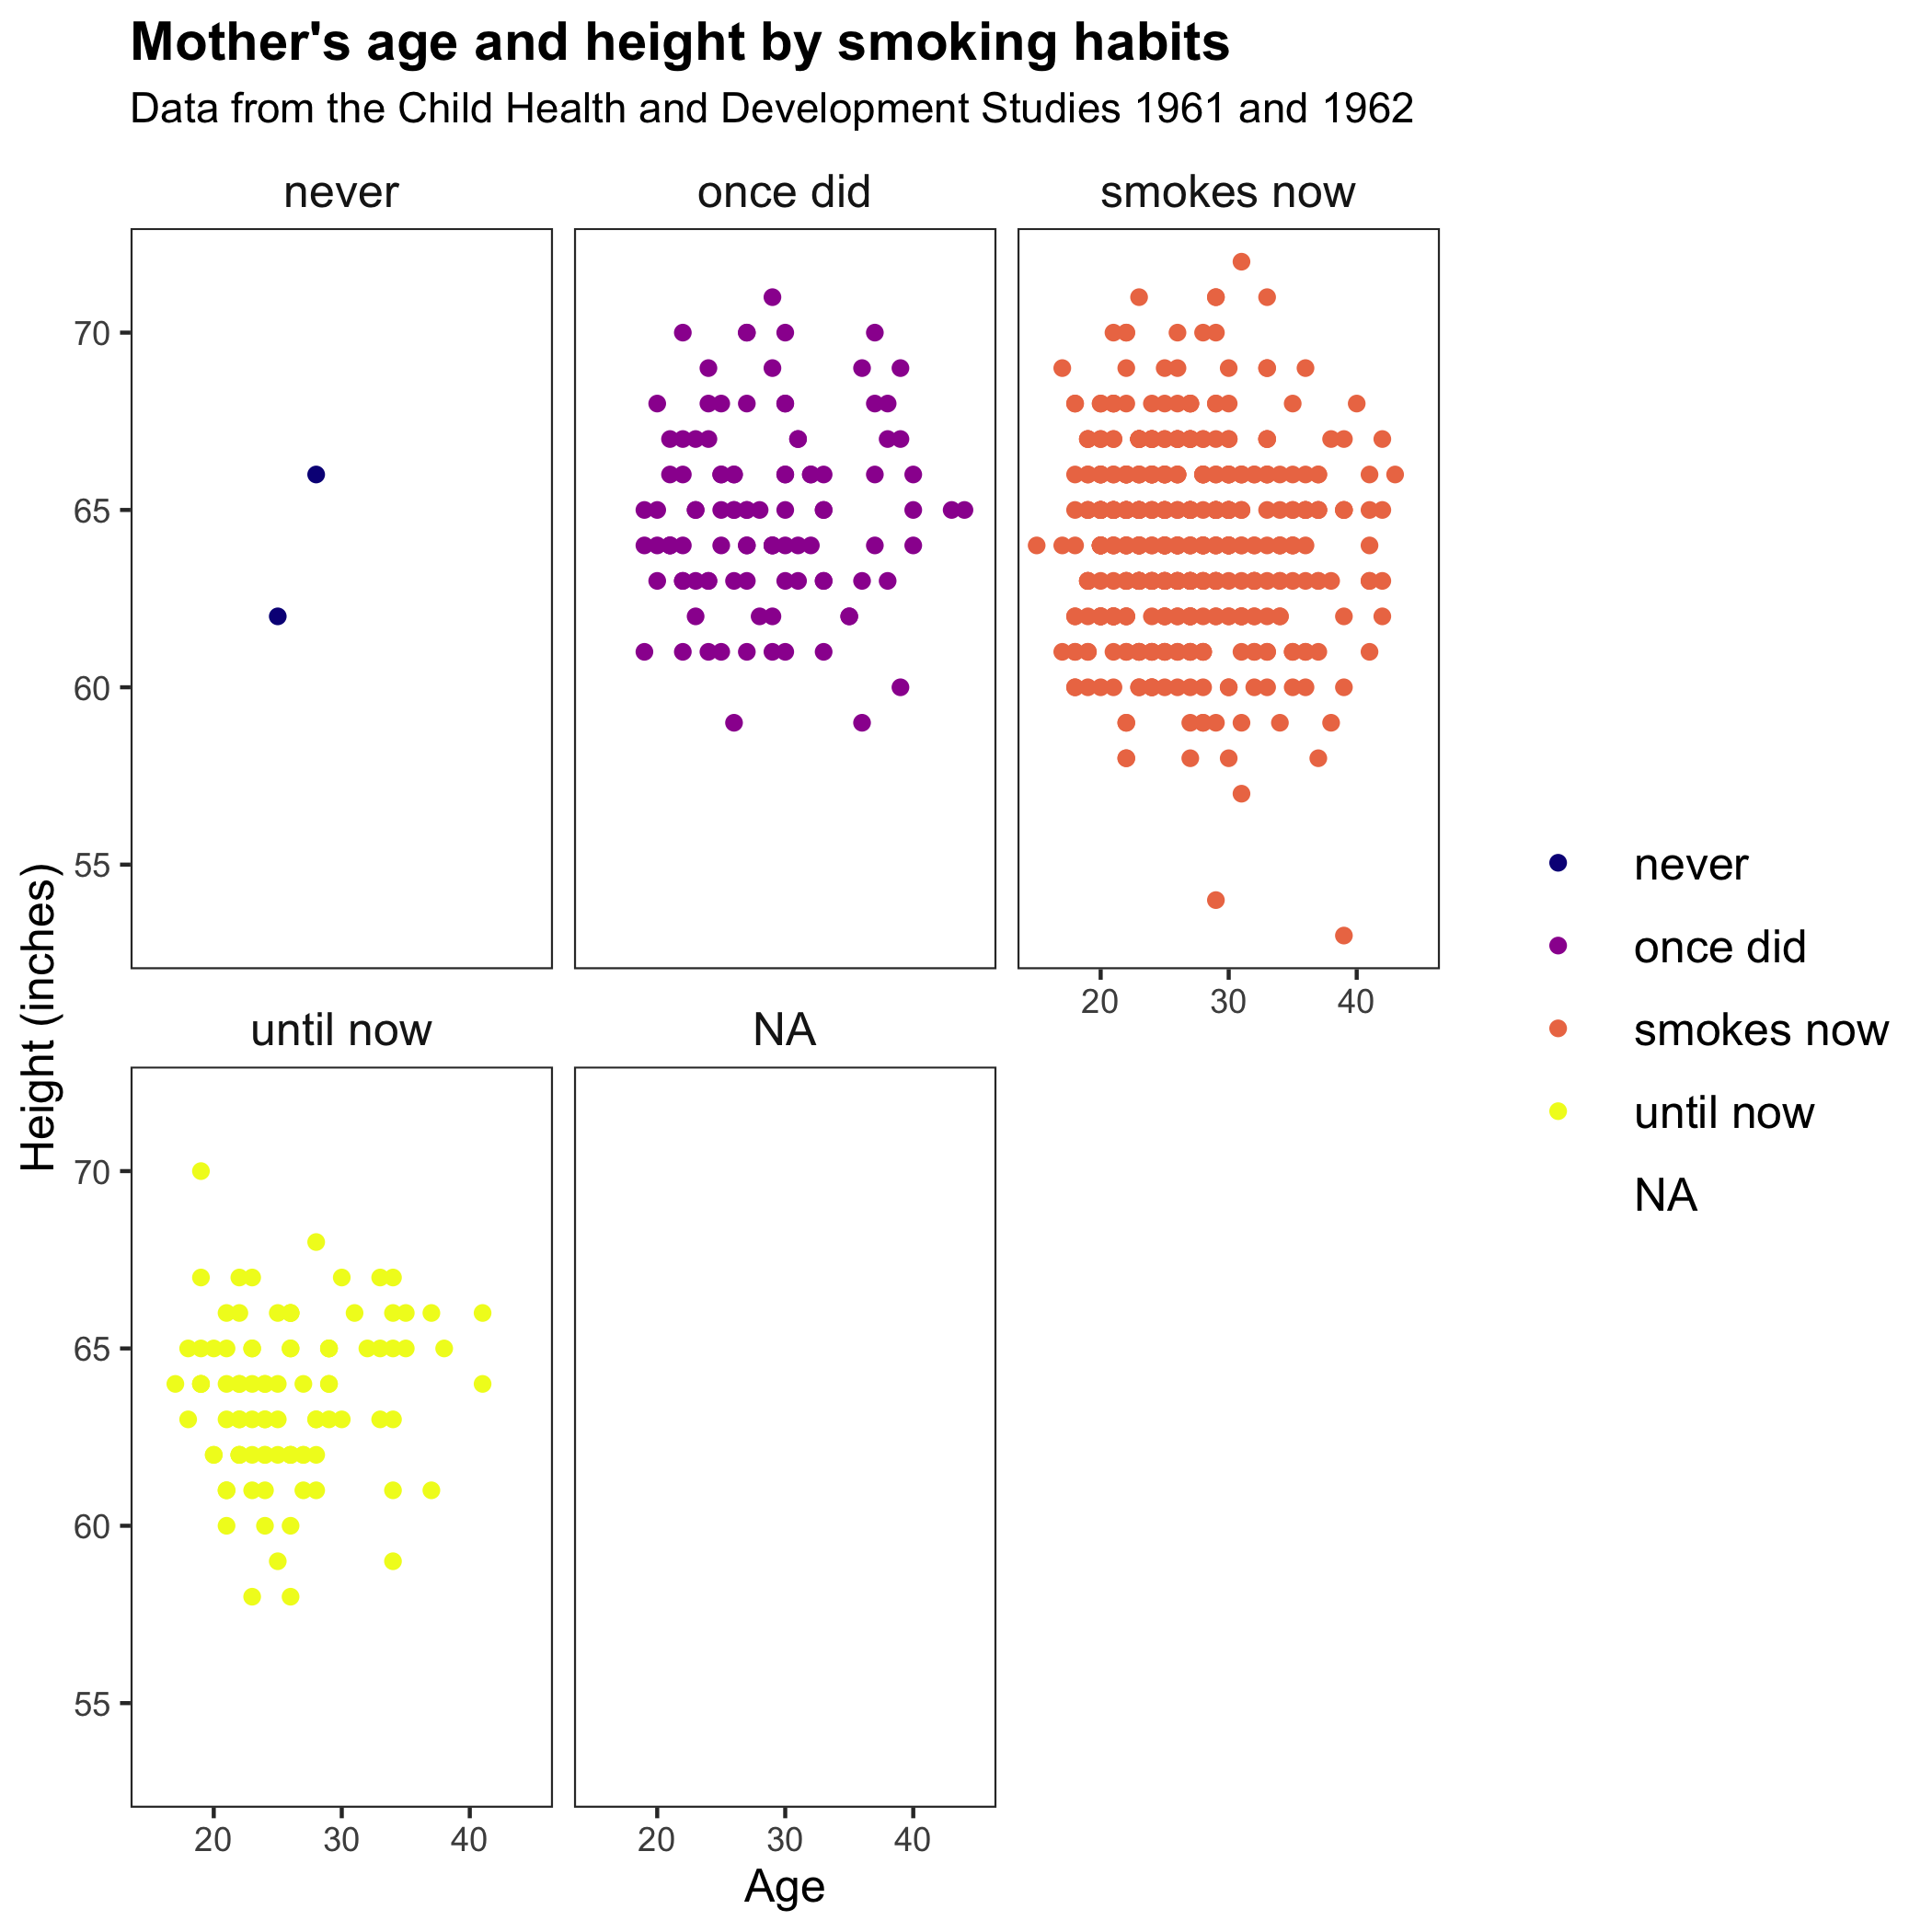 Mother's age and height by smoking habits
Data from the Child Health and Development Studies 1961 and 1962
never
once did
smokes now
70
65
60
55
20 30 40
until now
NA
70
65
60
55
20 30 40
20 30 40
Age
Height (inches)
never
once did
smokes now
until now
NA